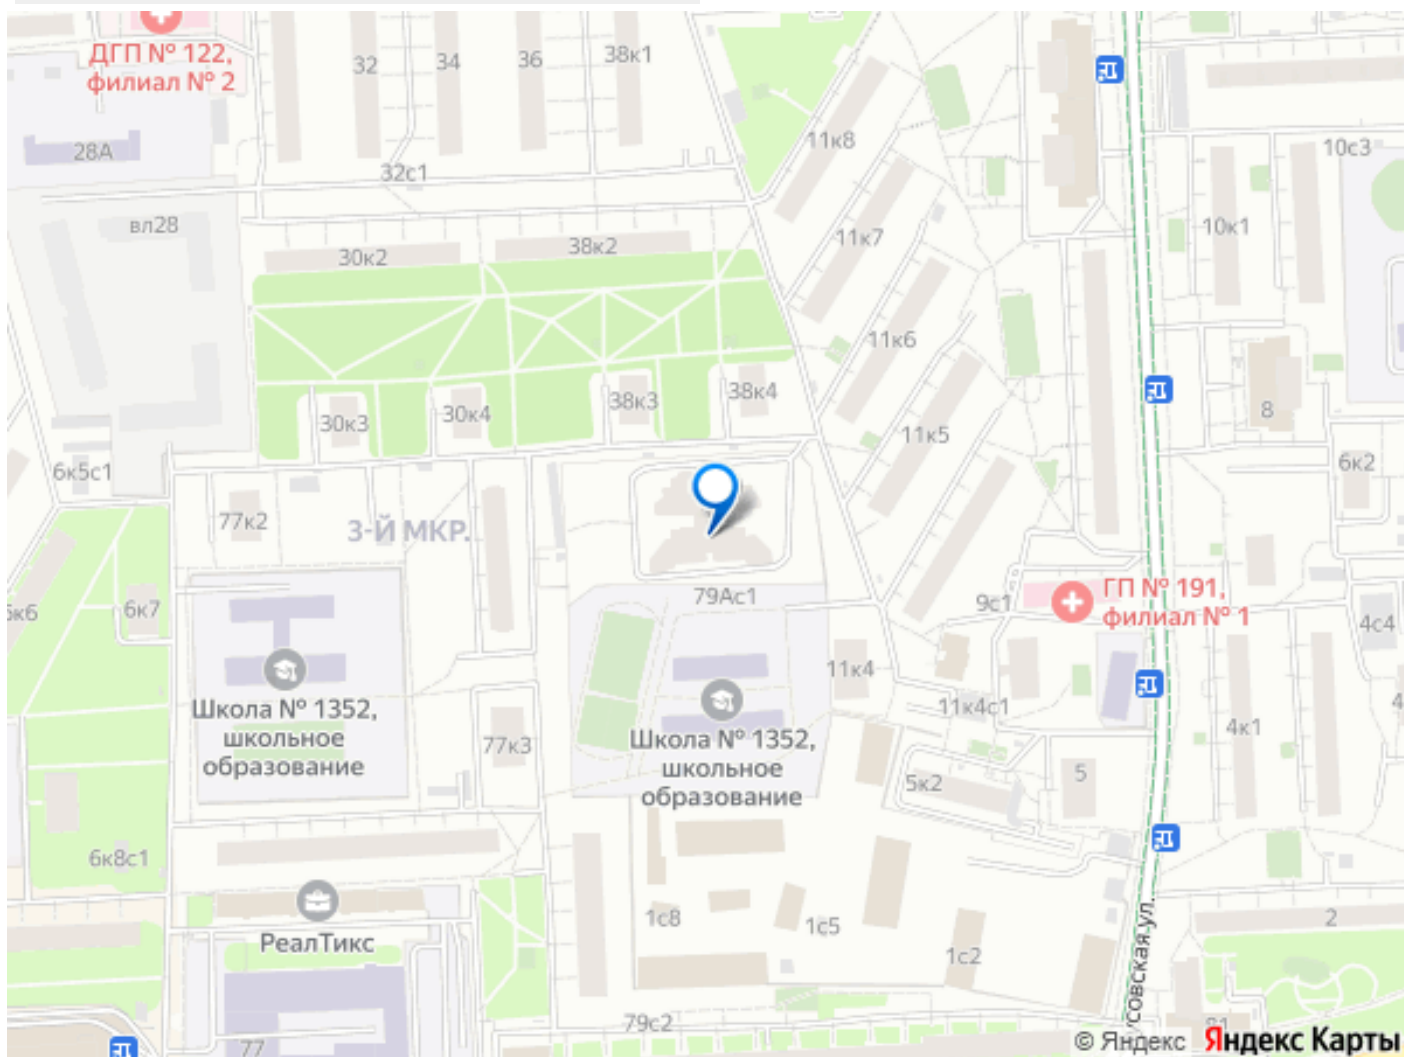 ДГП № 122,
филиал № 2
32
34
36
38к1
28А
32с1
11к8
10с3
вл28
30к2
38к2
11к7
10к1
11к6
30к3
30к4
38к3
38к4
11к5
8
6к5с1
6к2
77к2
3-Й МКР.
79Ас1
9с1
ГП № 191,
филиал № 1
6к7
4с4
11к4
Школа № 1352,
школьное
образование
11к4с1
77к3
Школа № 1352,
школьное
образование
4к1
5к2
5
6к8с1
РеалТикс
1с8
1с5
1с2
2
79с2
77
© Яндекс
Яндекс Карты